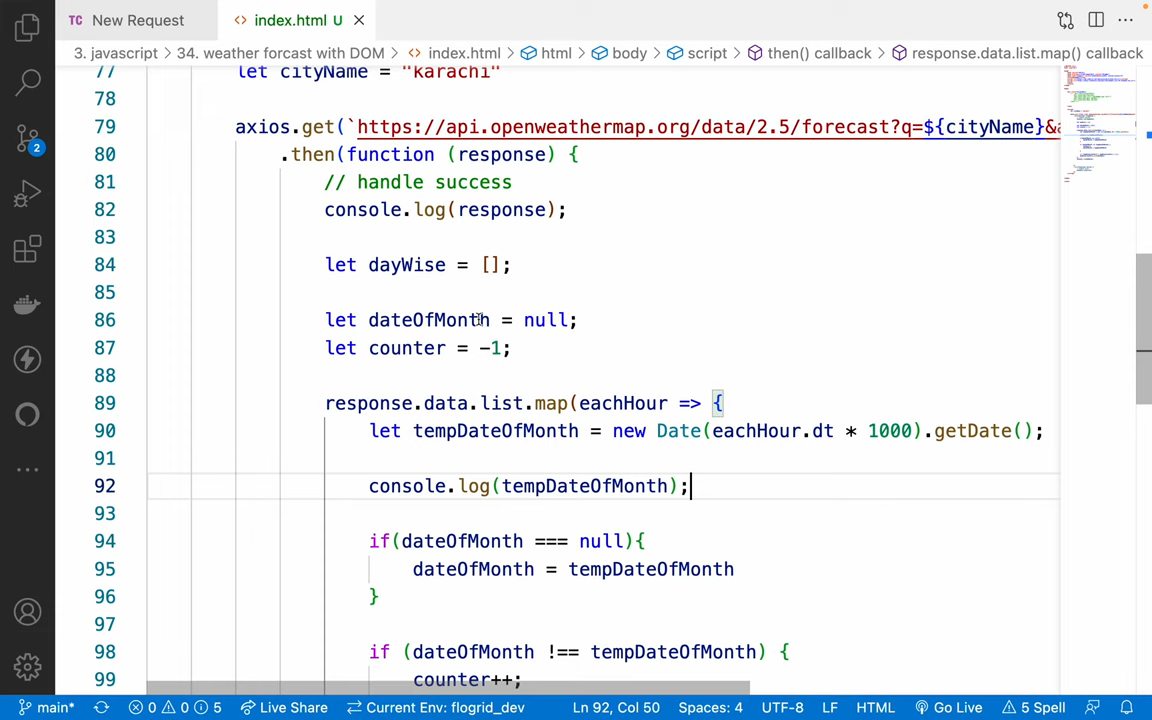 TC New Request
<> index.html U ×
3. javascript > 34. weather forcast with DOM > <> index.html > html > body > script > then() callback > response.data.list.map() callback
77 let cityName = "karachi"
78
79 axios.get(`https://api.openweathermap.org/data/2.5/forecast?q=${cityName}&
80 .then(function (response) {
81 // handle success
82 console.log(response);
83
84 let dayWise = [];
85
86 let dateOfMonth = null;
87 let counter = -1;
88
89 response.data.list.map(eachHour => {
90 let tempDateOfMonth = new Date(eachHour.dt * 1000).getDate();
91
92 console.log(tempDateOfMonth);
93
94 if(dateOfMonth === null){
95 dateOfMonth = tempDateOfMonth
96 }
97
98 if (dateOfMonth !== tempDateOfMonth) {
99 counter++;
2
main* 0 0 5 Live Share Current Env: flogrid_dev Ln 92, Col 50 Spaces: 4 UTF-8 LF HTML Go Live 5 Spell